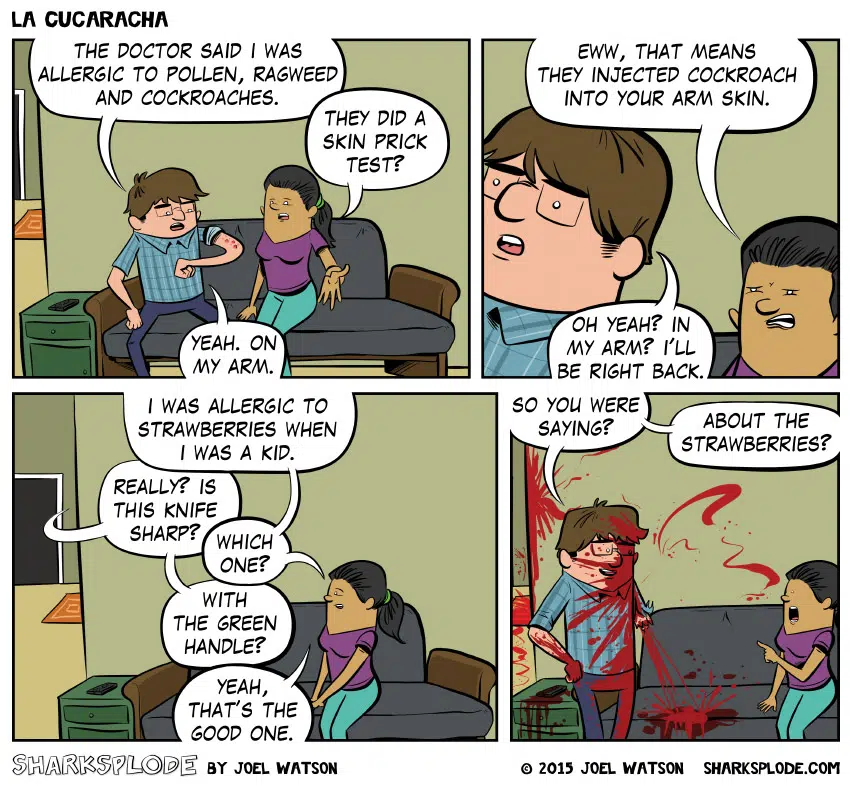 LA CUCARACHA
THE DOCTOR SAID I WAS
ALLERGIC TO POLLEN, RAGWEED
AND COCKROACHES.
THEY DID A
SKIN PRICK
TEST?
YEAH. ON
MY ARM.
EWW, THAT MEANS
THEY INJECTED COCKROACH
INTO YOUR ARM SKIN.
OH YEAH? IN
MY ARM? I'LL
BE RIGHT BACK.
I WAS ALLERGIC TO
STRAWBERRIES WHEN
I WAS A KID.
REALLY? IS
THIS KNIFE
SHARP?
WHICH
ONE?
WITH
THE GREEN
HANDLE?
YEAH,
THAT'S THE
GOOD ONE.
SO YOU WERE
SAYING?
ABOUT THE
STRAWBERRIES?
SHARKSPLODE BY JOEL WATSON
© 2015 JOEL WATSON SHARKSPLODE.COM